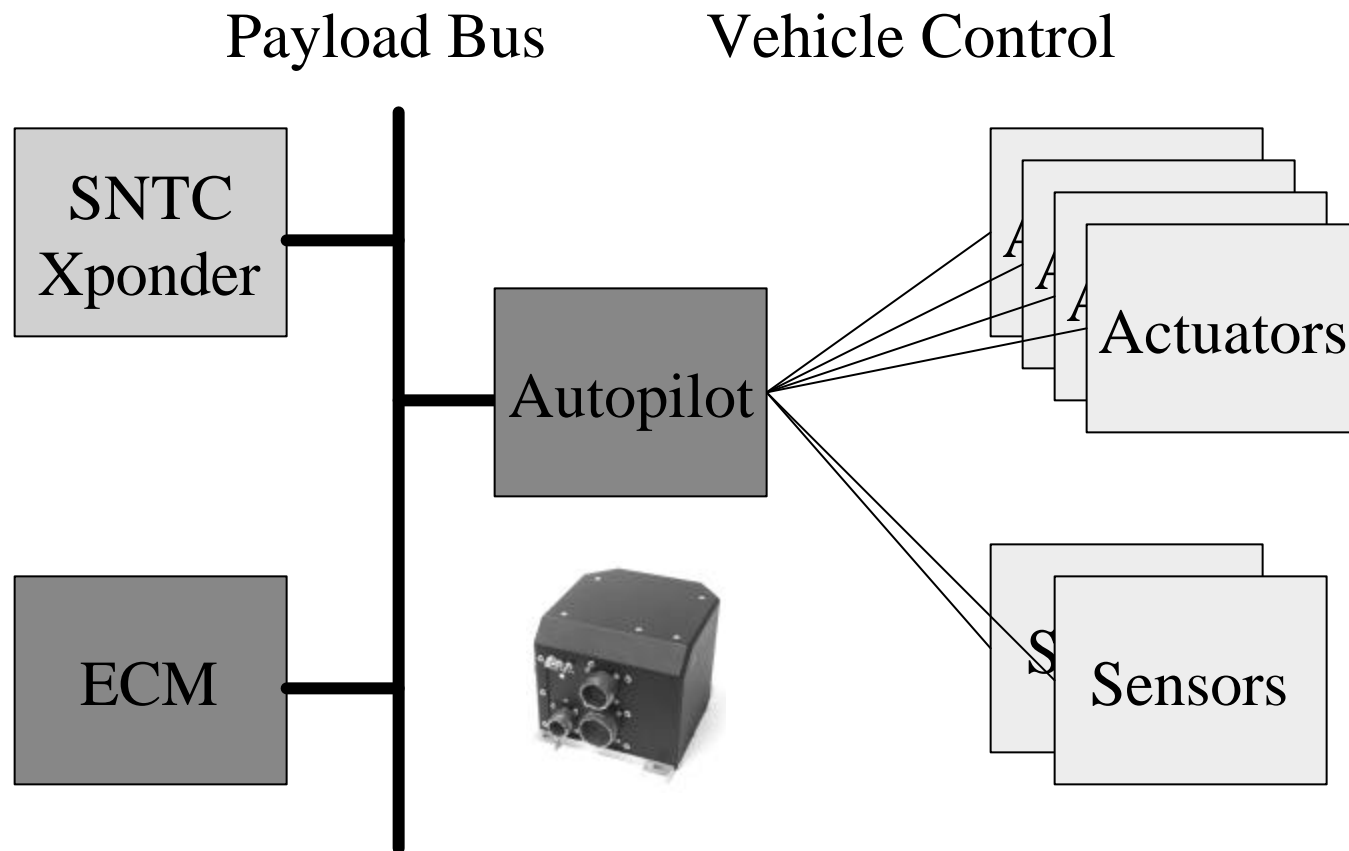 Payload Bus
Vehicle Control
SNTC
Xponder
Autopilot
Actuators
ECM
Sensors